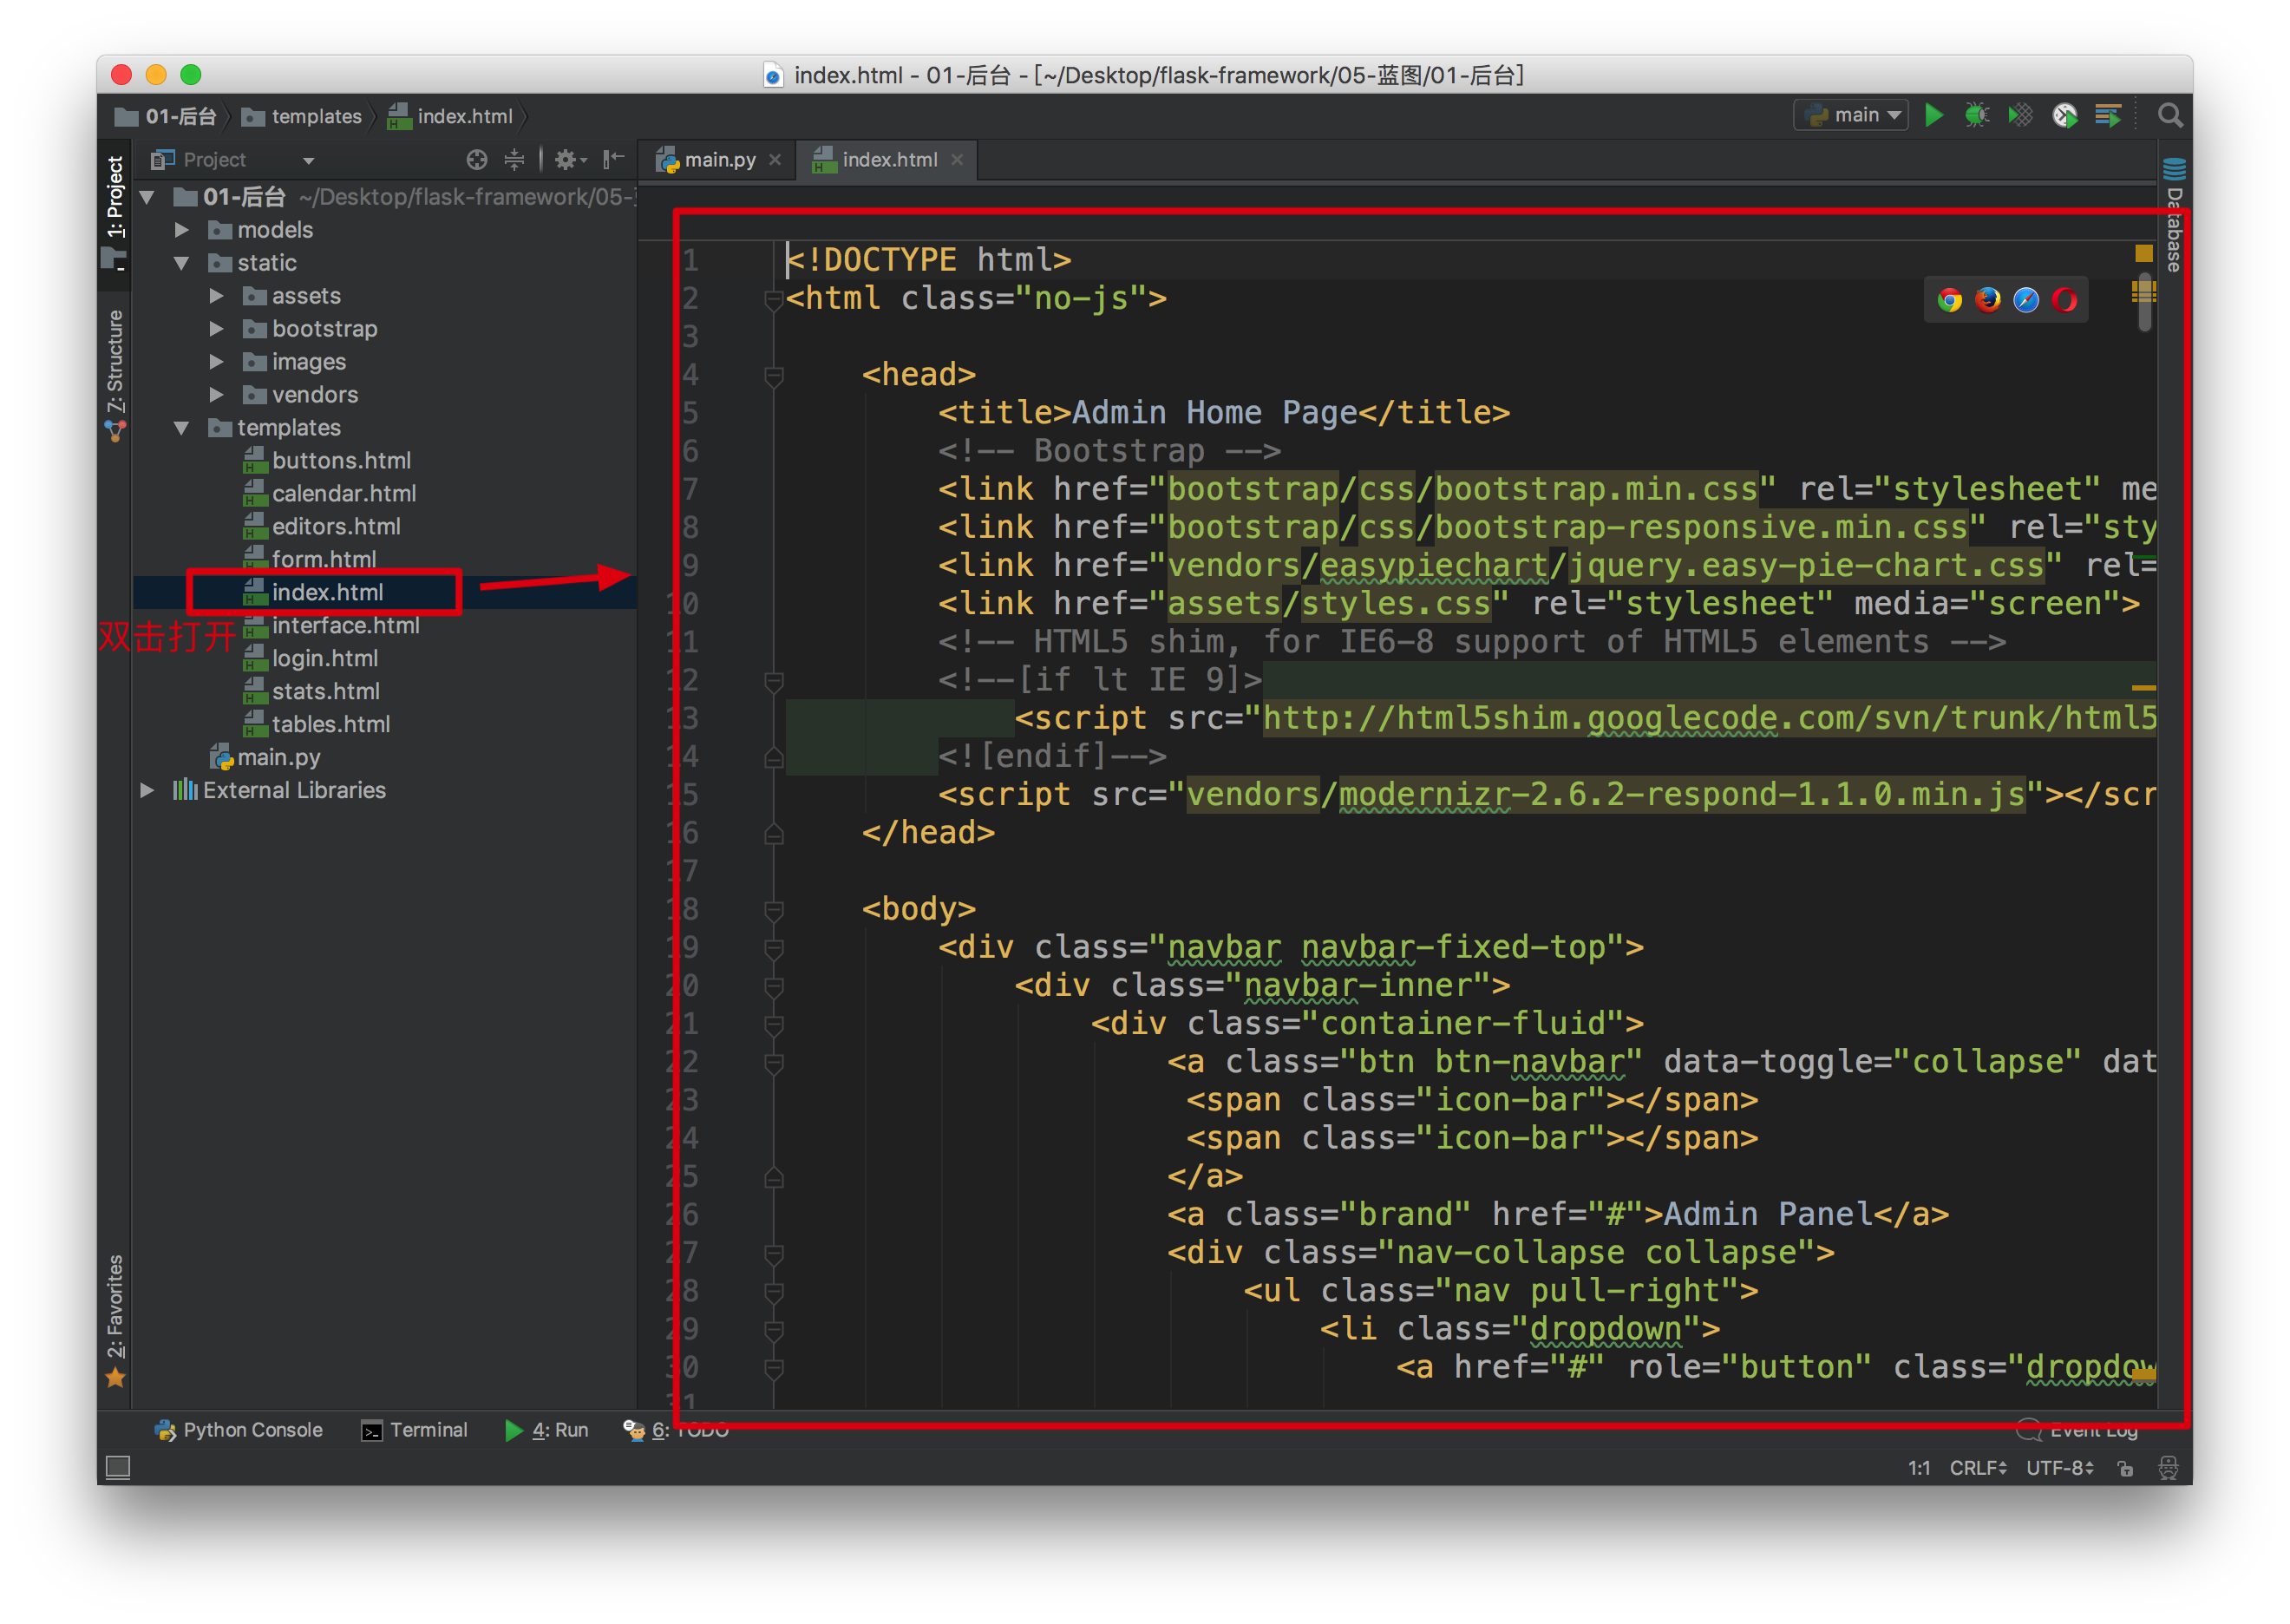 index.html - 01-后台 - [~/Desktop/flask-framework/05-蓝图/01-后台]
01-后台 templates index.html
main
Project
main.py
index.html
1: Project
7: Structure
2: Favorites
Database
01-后台 ~/Desktop/flask-framework/05-
models
static
assets
bootstrap
images
vendors
templates
buttons.html
calendar.html
editors.html
form.html
index.html
双击打开
interface.html
login.html
stats.html
tables.html
main.py
External Libraries
1 <!DOCTYPE html>
2 <html class="no-js">
3
4 <head>
5 <title>Admin Home Page</title>
6 <!-- Bootstrap -->
7 <link href="bootstrap/css/bootstrap.min.css" rel="stylesheet" me
8 <link href="bootstrap/css/bootstrap-responsive.min.css" rel="sty
9 <link href="vendors/easypiechart/jquery.easy-pie-chart.css" rel=
10 <link href="assets/styles.css" rel="stylesheet" media="screen">
11 <!-- HTML5 shim, for IE6-8 support of HTML5 elements -->
12 <!--[if lt IE 9]>
13 <script src="http://html5shim.googlecode.com/svn/trunk/html5
14 <![endif]-->
15 <script src="vendors/modernizr-2.6.2-respond-1.1.0.min.js"></scr
16 </head>
17
18 <body>
19 <div class="navbar navbar-fixed-top">
20 <div class="navbar-inner">
21 <div class="container-fluid">
22 <a class="btn btn-navbar" data-toggle="collapse" dat
23 <span class="icon-bar"></span>
24 <span class="icon-bar"></span>
25 </a>
26 <a class="brand" href="#">Admin Panel</a>
27 <div class="nav-collapse collapse">
28 <ul class="nav pull-right">
29 <li class="dropdown">
30 <a href="#" role="button" class="dropdow
31
Python Console
Terminal
4: Run
6: TODO
Event Log
1:1 CRLF UTF-8